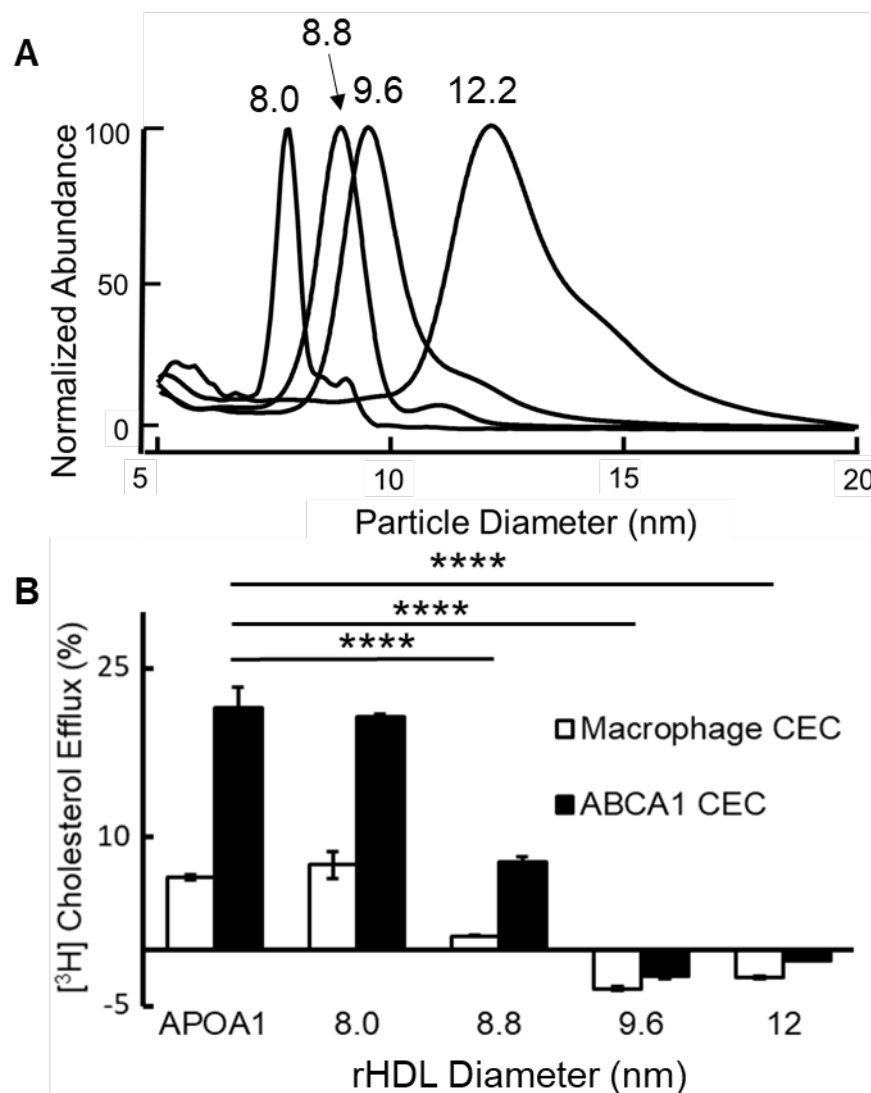 A
8.8
8.0
9.6
12.2
100
50
0
Normalized Abundance
5
10
15
20
Particle Diameter (nm)
B
****
****
****
25
10
-5
[³H] Cholesterol Efflux (%)
Macrophage CEC
ABCA1 CEC
APOA1
8.0
8.8
9.6
12
rHDL Diameter (nm)